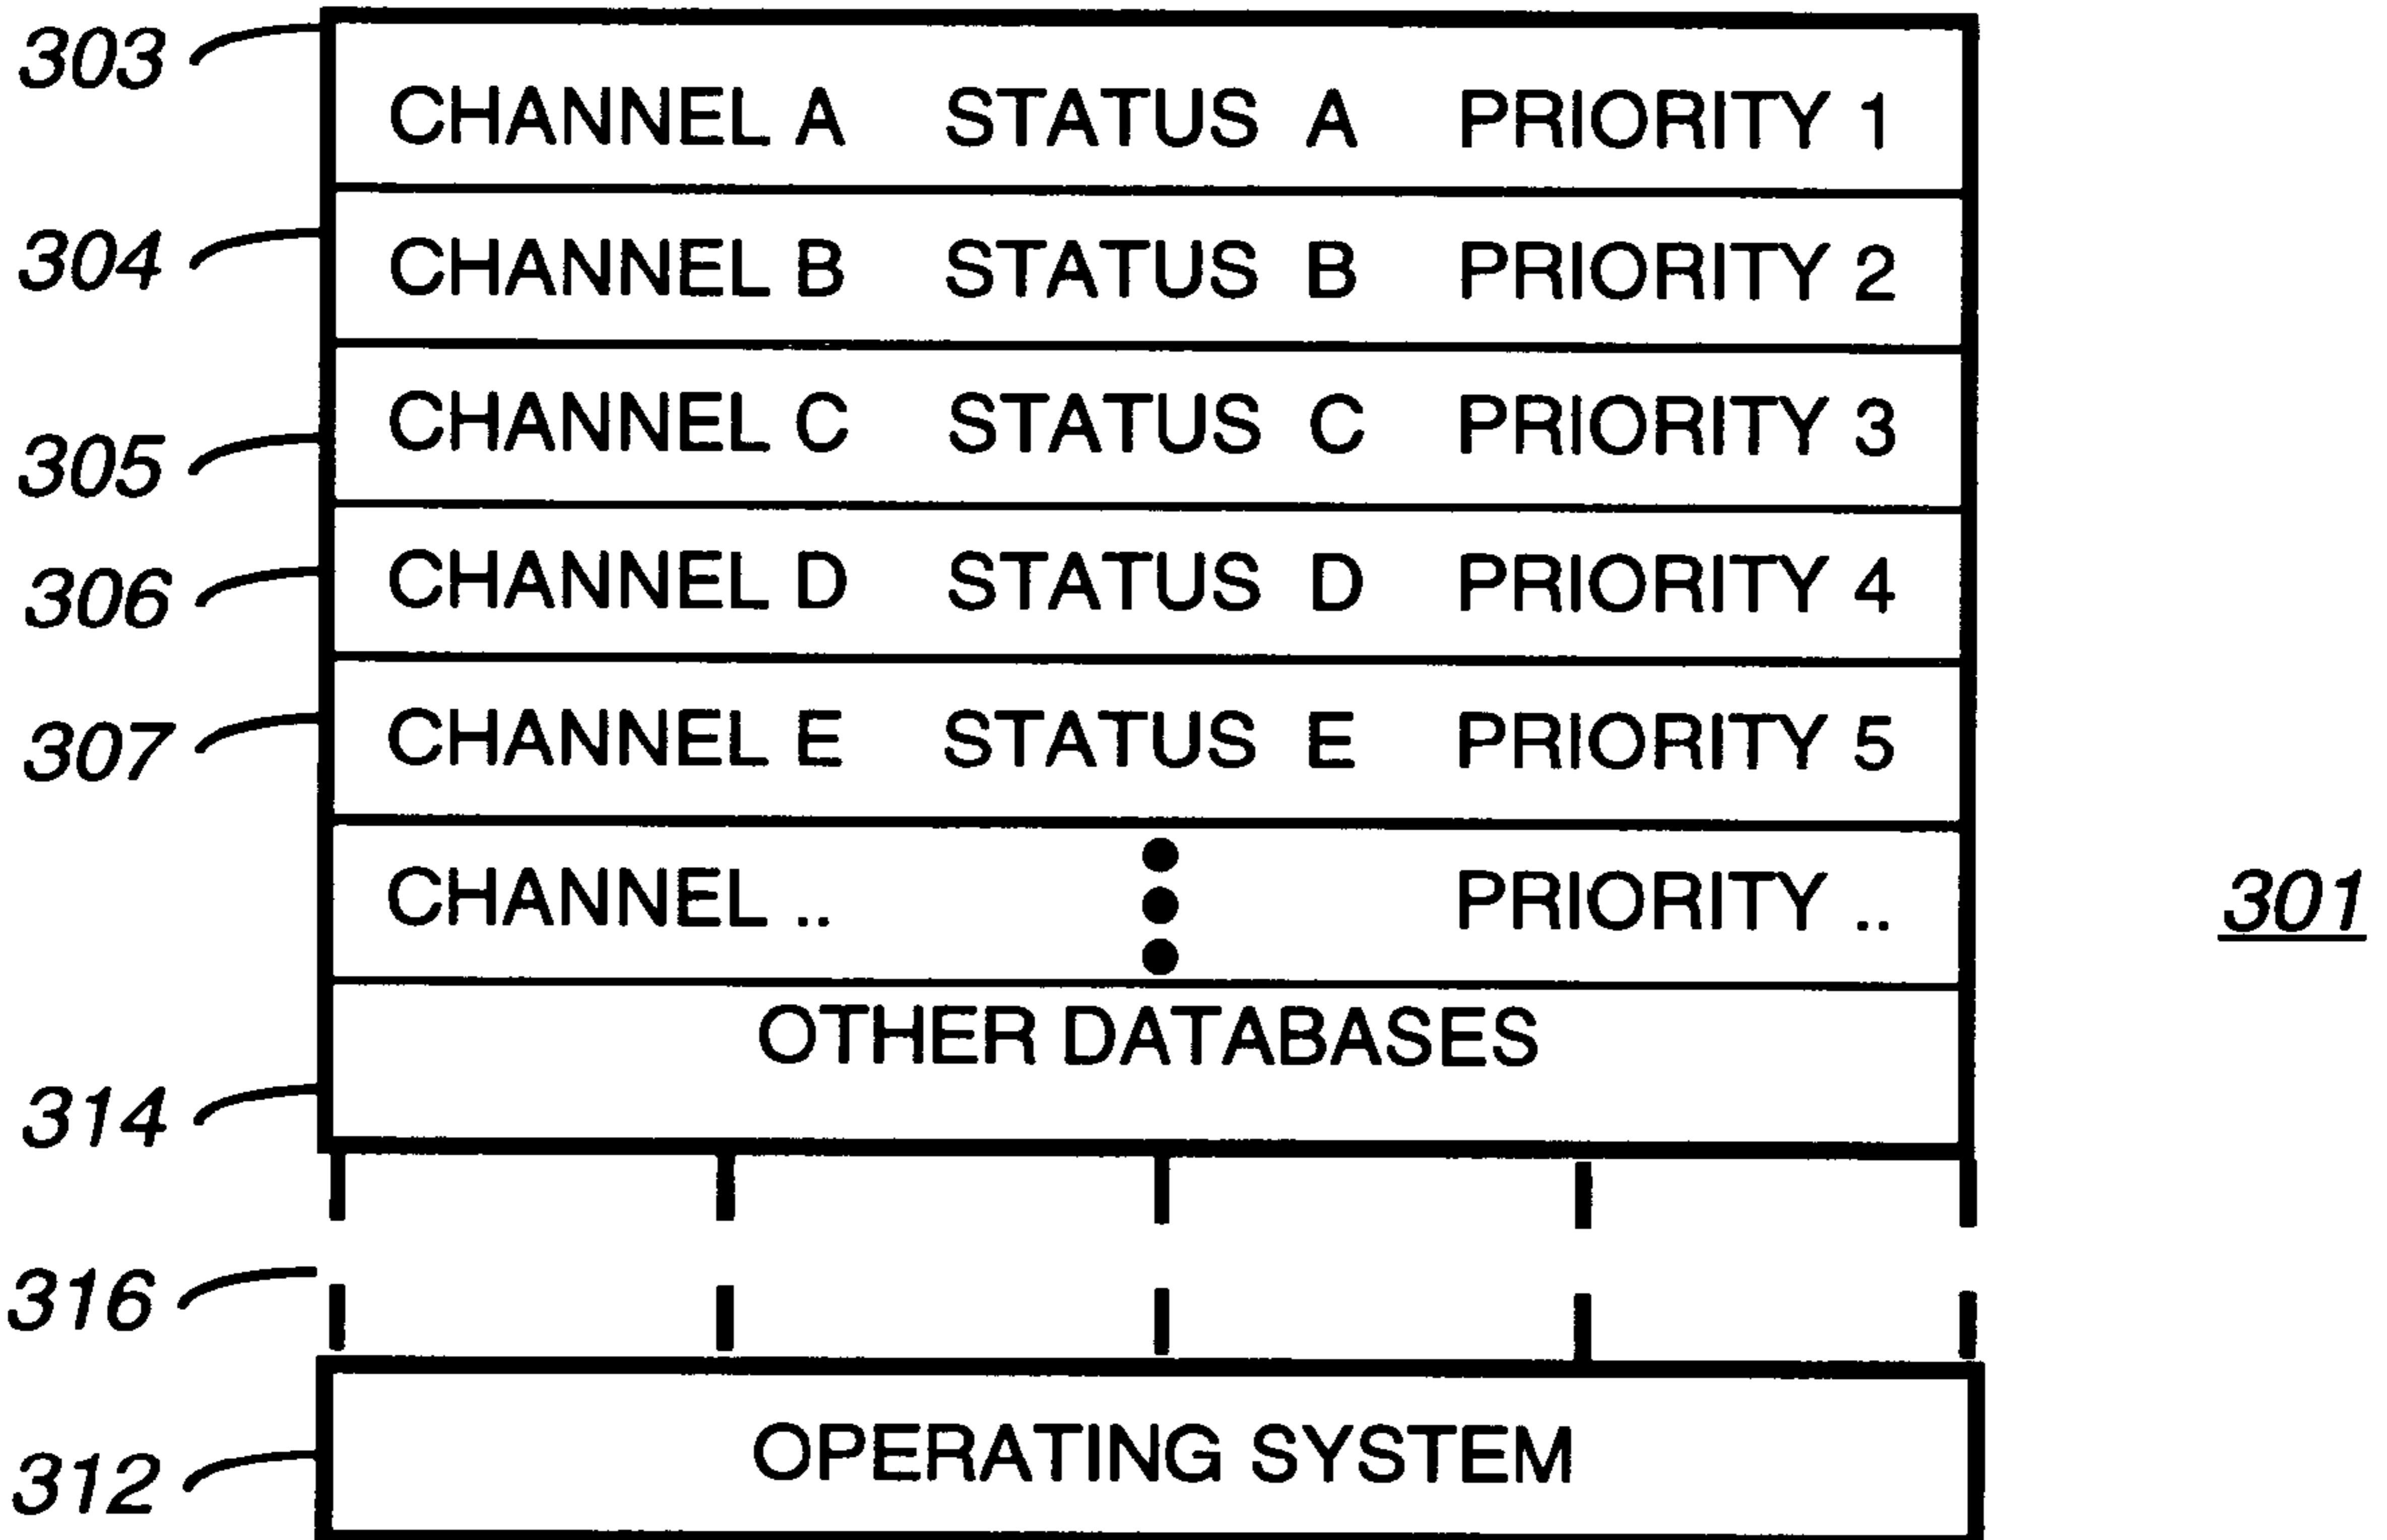 303 CHANNEL A STATUS A PRIORITY 1
304 CHANNEL B STATUS B PRIORITY 2
305 CHANNEL C STATUS C PRIORITY 3
306 CHANNEL D STATUS D PRIORITY 4
307 CHANNEL E STATUS E PRIORITY 5
CHANNEL .. PRIORITY .. 301
OTHER DATABASES
314
316
312 OPERATING SYSTEM